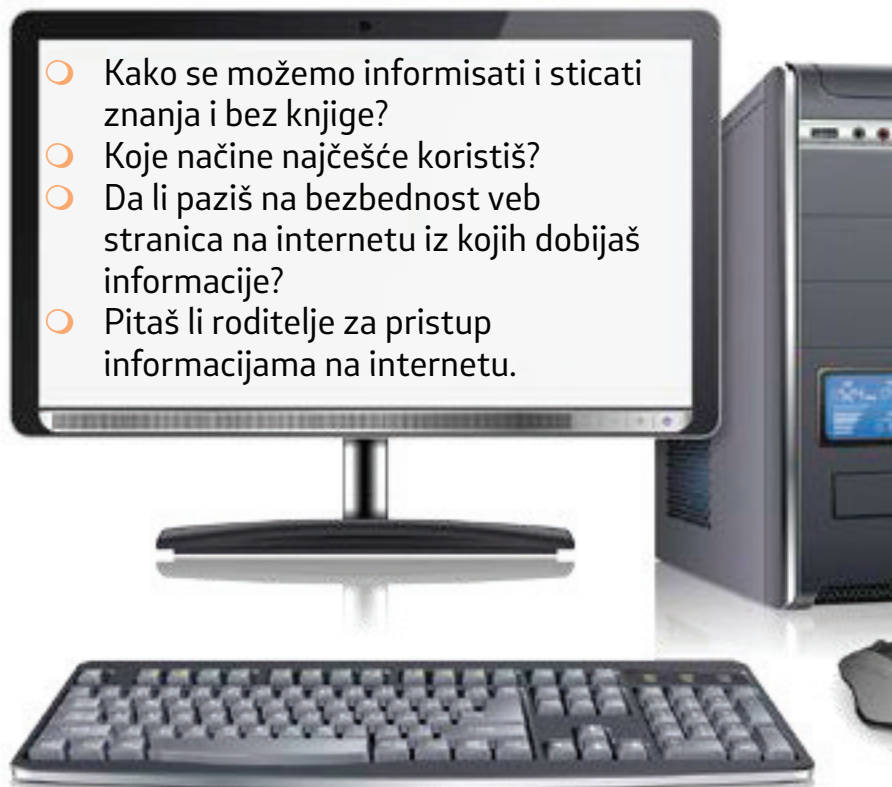 Kako se možemo informisati i sticati
znanja i bez knjige?
Koje načine najčešće koristiš?
Da li paziš na bezbednost veb
stranica na internetu iz kojih dobijaš
informacije?
Pitaš li roditelje za pristup
informacijama na internetu.